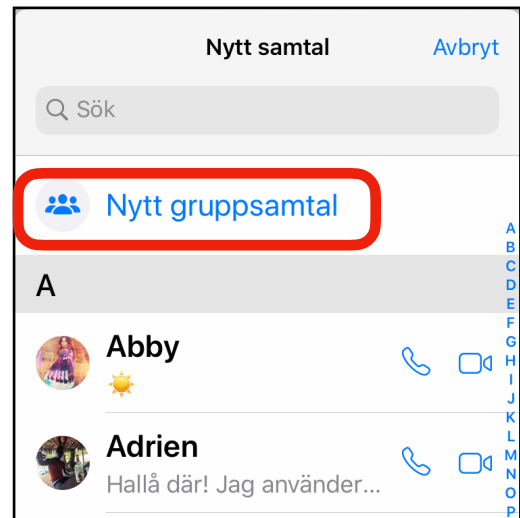 Nytt samtal Avbryt
Sök
Nytt gruppsamtal
A
Abby
☀️
Adrien
Hallå där! Jag använder...
A
B
C
D
E
F
G
H
I
J
K
L
M
N
O
P